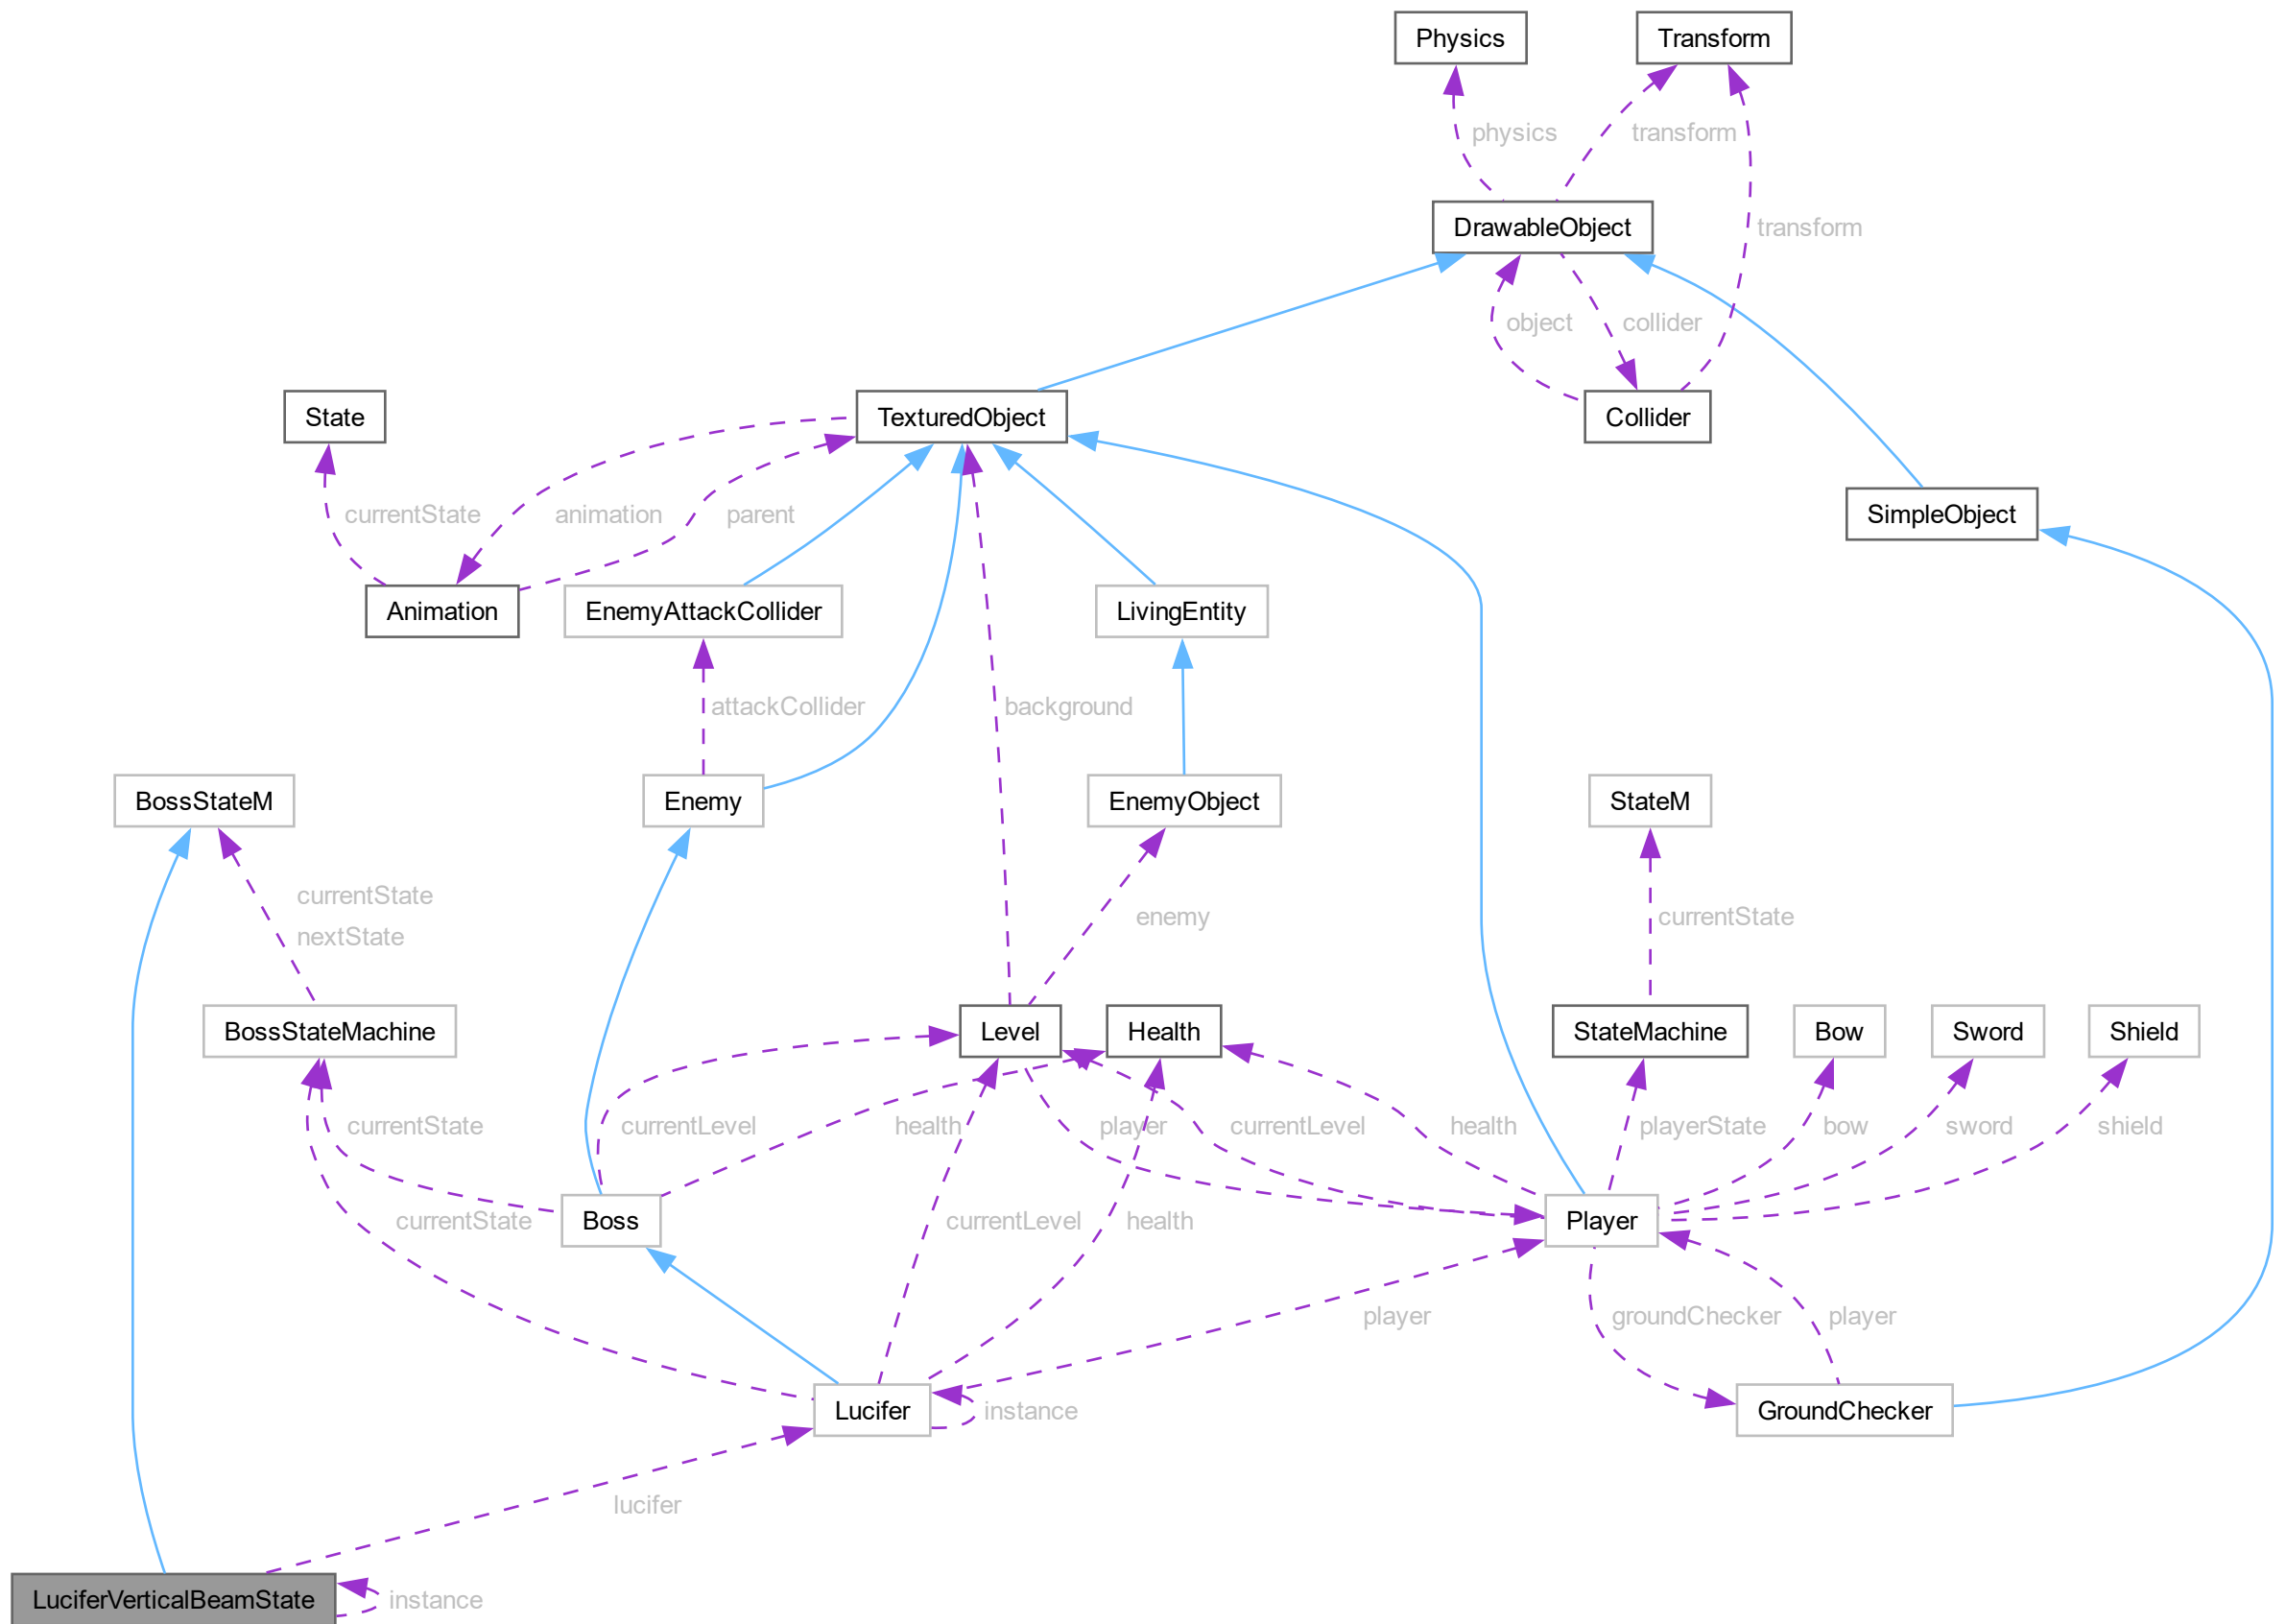 Physics
Transform
physics
transform
DrawableObject
transform
object
collider
State
TexturedObject
Collider
currentState
animation
parent
SimpleObject
Animation
EnemyAttackCollider
LivingEntity
attackCollider
background
BossStateM
Enemy
EnemyObject
StateM
currentState
nextState
enemy
currentState
BossStateMachine
Level
Health
StateMachine
Bow
Sword
Shield
currentState
currentLevel
health
player
currentLevel
health
playerState
bow
sword
shield
currentState
Boss
currentLevel
health
Player
player
groundChecker
player
Lucifer
instance
GroundChecker
lucifer
LuciferVerticalBeamState
instance